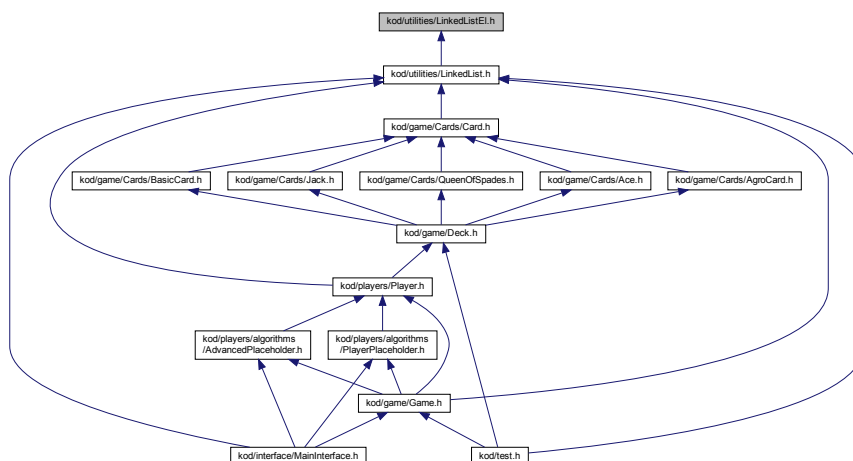 kod/utilities/LinkedListEl.h
kod/utilities/LinkedList.h
kod/game/Cards/Card.h
kod/game/Cards/BasicCard.h
kod/game/Cards/Jack.h
kod/game/Cards/QueenOfSpades.h
kod/game/Cards/Ace.h
kod/game/Cards/AgroCard.h
kod/game/Deck.h
kod/players/Player.h
kod/players/algorithms
/AdvancedPlaceholder.h
kod/players/algorithms
/PlayerPlaceholder.h
kod/game/Game.h
kod/interface/MainInterface.h
kod/test.h